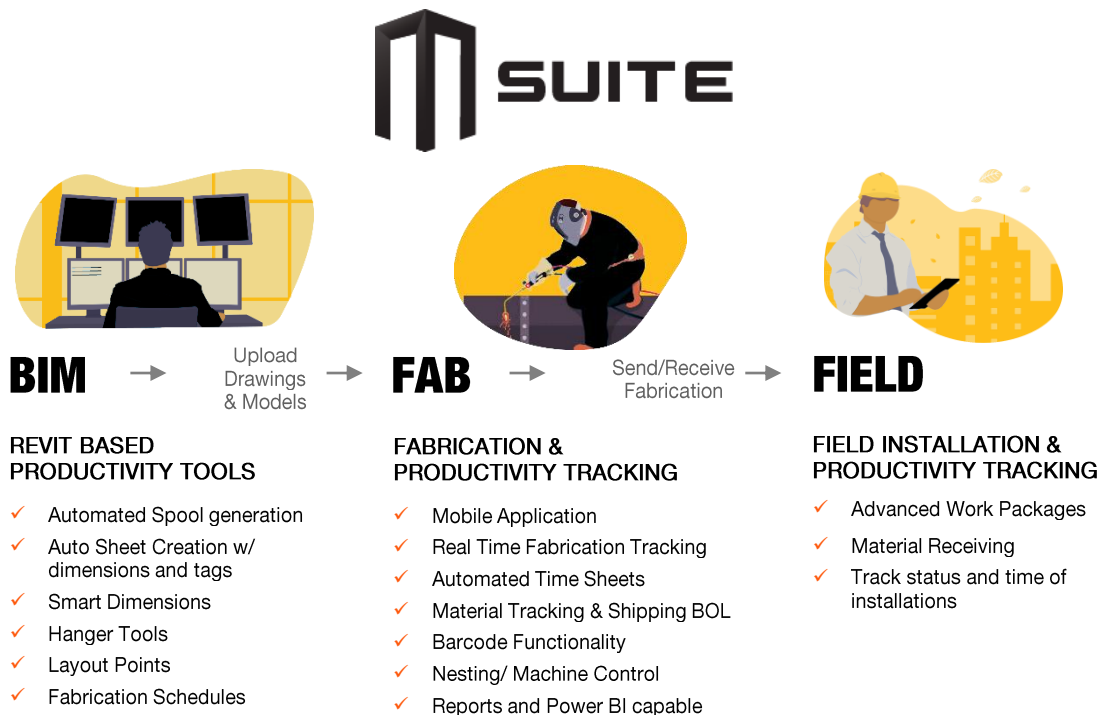 SUITE
BIM
Upload
Drawings
& Models
FAB
Send/Receive
Fabrication
FIELD
REVIT BASED
PRODUCTIVITY TOOLS
Automated Spool generation
Auto Sheet Creation w/
dimensions and tags
Smart Dimensions
Hanger Tools
Layout Points
Fabrication Schedules
FABRICATION &
PRODUCTIVITY TRACKING
Mobile Application
Real Time Fabrication Tracking
Automated Time Sheets
Material Tracking & Shipping BOL
Barcode Functionality
Nesting/ Machine Control
Reports and Power BI capable
FIELD INSTALLATION &
PRODUCTIVITY TRACKING
Advanced Work Packages
Material Receiving
Track status and time of
installations